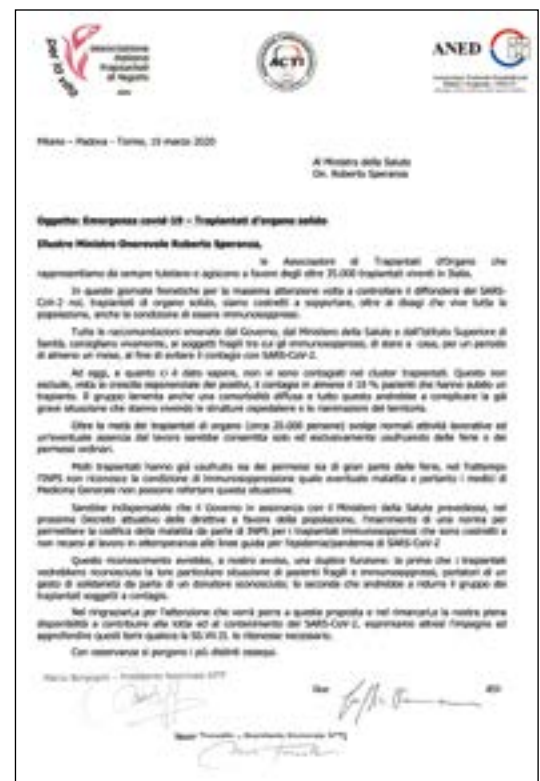 per la vita
Associazione
Italiana
Trapiantati
di Fegato
ACTI
ANED
Milano – Padova - Torino, 19 marzo 2020
Al Ministro della Salute
On. Roberto Speranza
Oggetto: Emergenza covid 19 – Trapiantati d'organo solido
Illustre Ministro Onorevole Roberto Speranza,
le Associazioni di Trapiantati d'Organo che
rappresentiamo da sempre tutelano e agiscono a favore degli oltre 35.000 trapiantati viventi in Italia.
In queste giornate frenetiche per la massima attenzione volta a controllare il diffondersi del SARS-
CoV-2 noi, trapiantati di organo solido, siamo costretti a sopportare, oltre ai disagi che vive tutta la
popolazione, anche la condizione di essere immunosoppressi.
Tutte le raccomandazioni emanate dal Governo, dal Ministero della Salute e dall'Istituto Superiore di
Sanità, consigliano vivamente, ai soggetti fragili tra cui gli immunosoppressi, di stare a casa, per un periodo
di almeno un mese, al fine di evitare il contagio con SARS-CoV-2.
Ad oggi, a quanto ci è dato sapere, non vi sono contagiati nel cluster trapiantati. Questo non
esclude, vista la crescita esponenziale dei positivi, il contagio in almeno il 10 % pazienti che hanno subito un
trapianto. Il gruppo lamenta anche una comorbidità diffusa e tutto questo andrebbe a complicare la già
grave situazione che stanno vivendo le strutture ospedaliere e le rianimazioni del territorio.
Oltre la metà dei trapiantati di organo (circa 20.000 persone) svolge normali attività lavorative ed
un'eventuale assenza dal lavoro sarebbe consentita solo ed esclusivamente usufruendo delle ferie o dei
permessi ordinari.
Molti trapiantati hanno già usufruito sia dei permessi sia di gran parte delle ferie, nel frattempo
l'INPS non riconosce la condizione di immunosoppressione quale eventuale malattia e pertanto i medici di
Medicina Generale non possono refertare questa situazione.
Sarebbe indispensabile che il Governo in assonanza con il Ministero della Salute prevedesse, nel
prossimo Decreto attuativo delle direttive a favore della popolazione, l'inserimento di una norma per
permettere la codifica della malattia da parte di INPS per i trapiantati immunosoppressi che sono costretti a
non recarsi al lavoro in ottemperanza alle linee guida per l'epidemia/pandemia di SARS-CoV-2
Questo riconoscimento avrebbe, a nostro avviso, una duplice funzione: la prima che i trapiantati
vedrebbero riconosciuta la loro particolare situazione di pazienti fragili e immunosoppressi, portatori di un
gesto di solidarietà da parte di un donatore sconosciuto; la seconda che andrebbe a ridurre il gruppo dei
trapiantati soggetti a contagio.
Nel ringraziarLa per l'attenzione che vorrà porre a questa proposta e nel rimarcarLa la nostra piena
disponibilità a contribuire alla lotta ed al contenimento del SARS-CoV-2, esprimiamo altresì l'impegno ad
approfondire questi temi qualora la SS.VV.Ill. lo ritenesse necessario.
Con osservanza si porgono i più distinti ossequi.
Marco Borgogno – Presidente Nazionale AITF